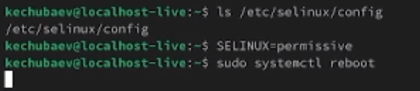 kechubaev@localhost-live:~$ ls /etc/selinux/config
/etc/selinux/config
kechubaev@localhost-live:~$ SELINUX=permissive
kechubaev@localhost-live:~$ sudo systemctl reboot